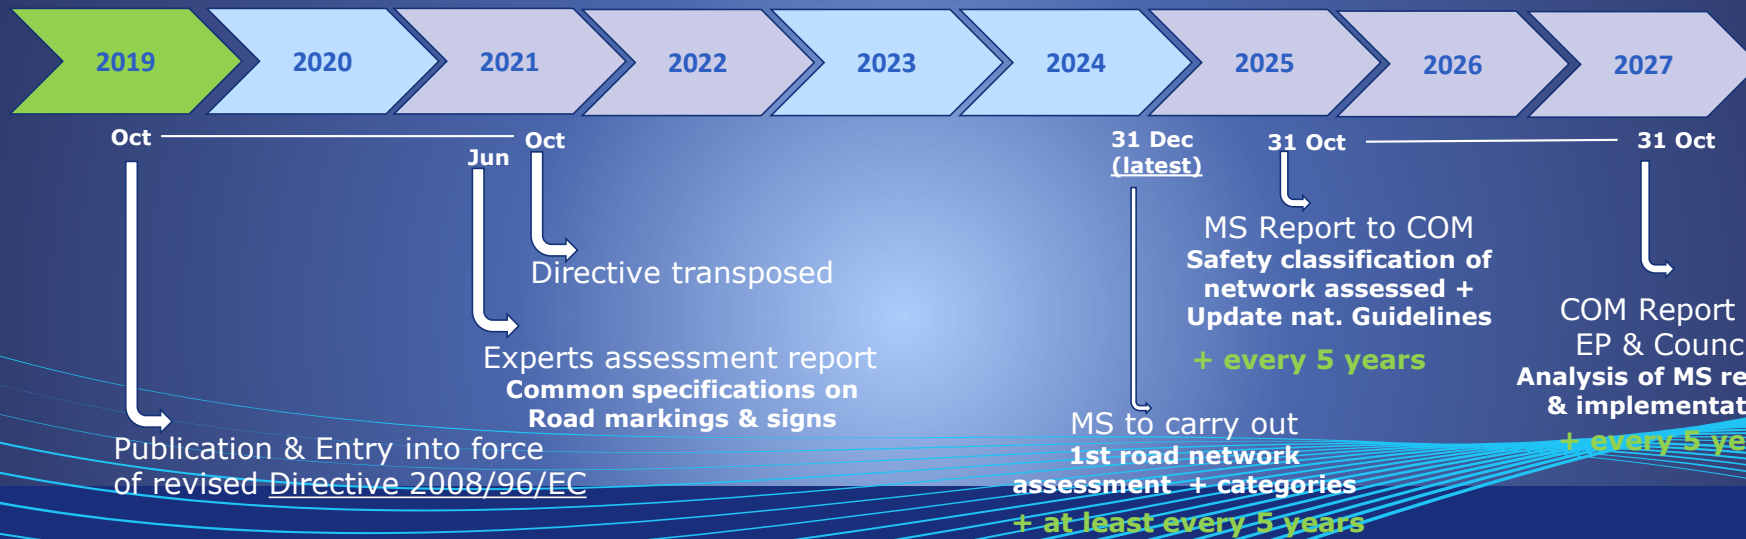 2019
2020
2021
2022
2023
2024
2025
2026
2027
Oct
Jun
Oct
31 Dec
(latest)
31 Oct
31 Oct
Publication & Entry into force
of revised Directive 2008/96/EC
Experts assessment report
Common specifications on
Road markings & signs
Directive transposed
MS to carry out
1st road network
assessment + categories
+ at least every 5 years
MS Report to COM
Safety classification of
network assessed +
Update nat. Guidelines
+ every 5 years
COM Report
EP &
Analysis of MS
&
+ every 5